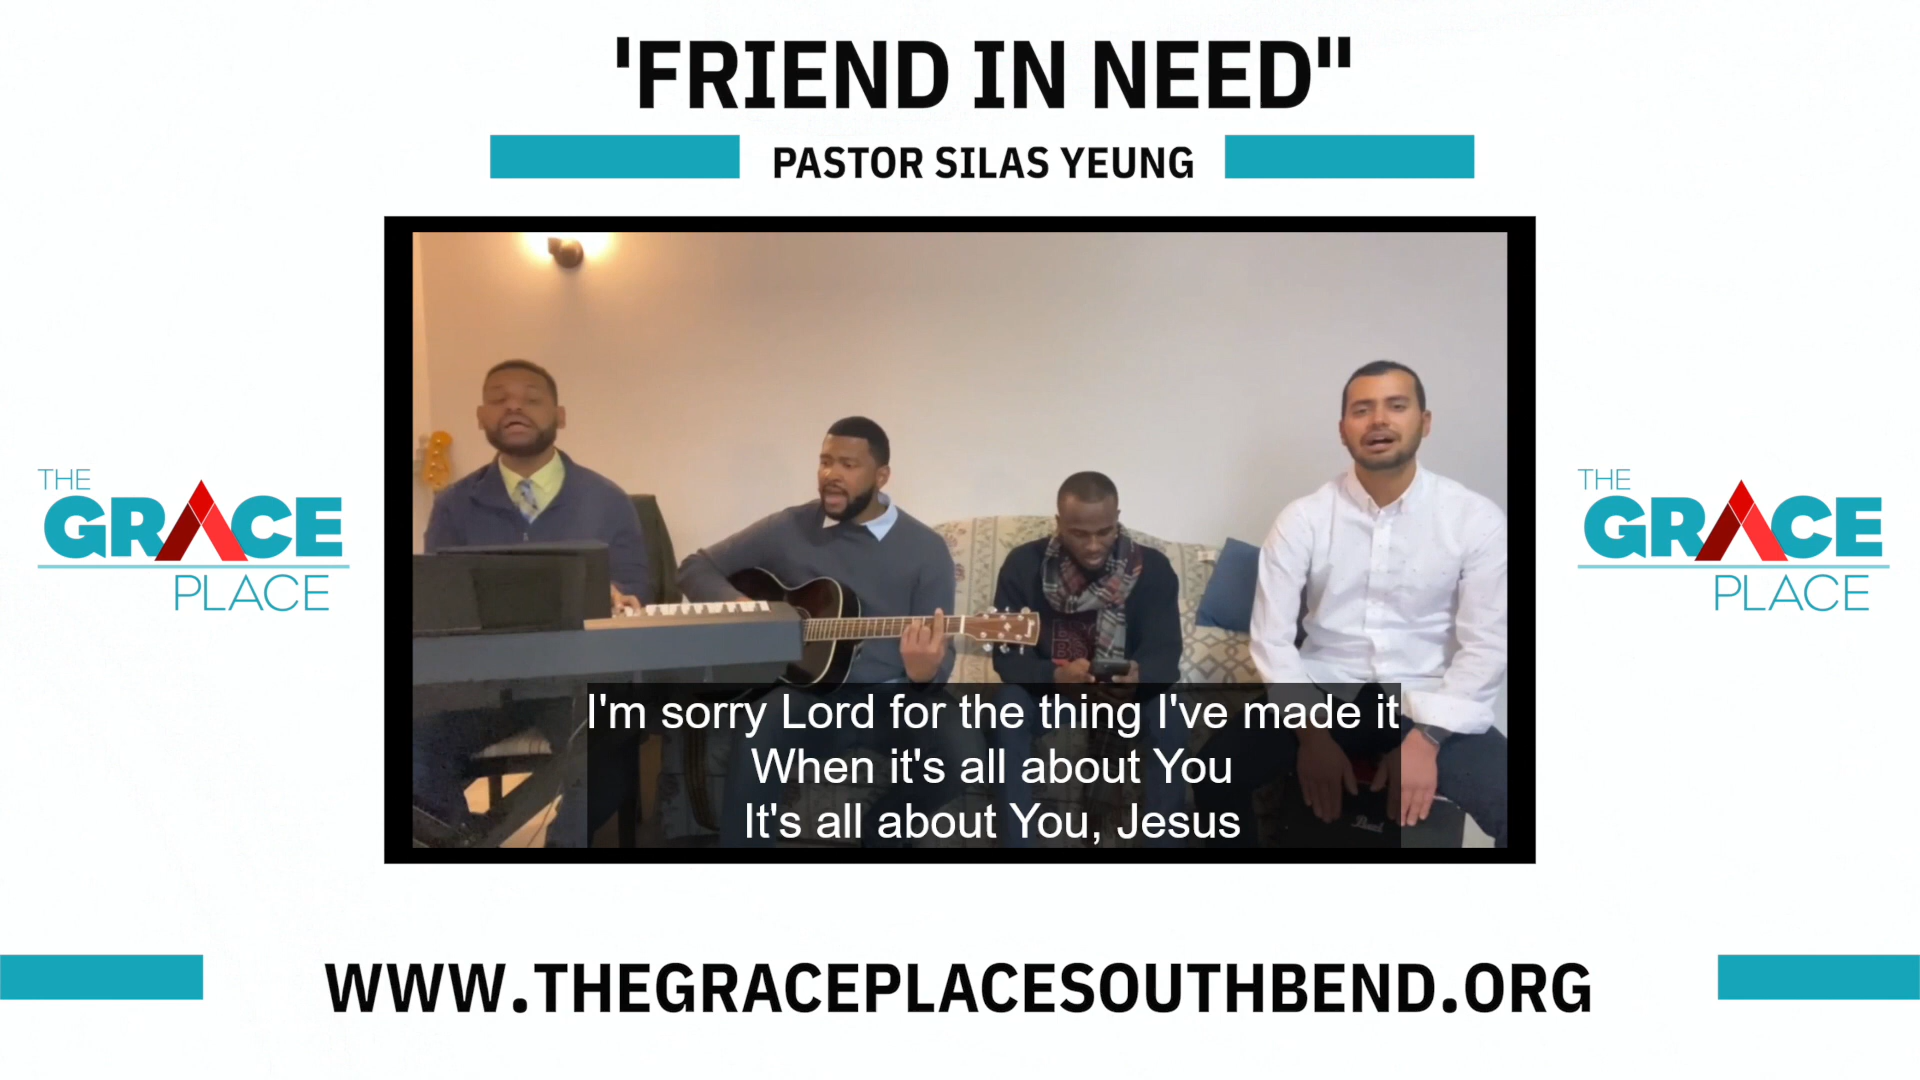 'FRIEND IN NEED"
PASTOR SILAS YEUNG
THE
GRACE
PLACE
THE
GRACE
PLACE
I'm sorry Lord for the thing I've made it
When it's all about You
It's all about You, Jesus
Pearl
WWW.THEGRACEPLACESOUTHBEND.ORG